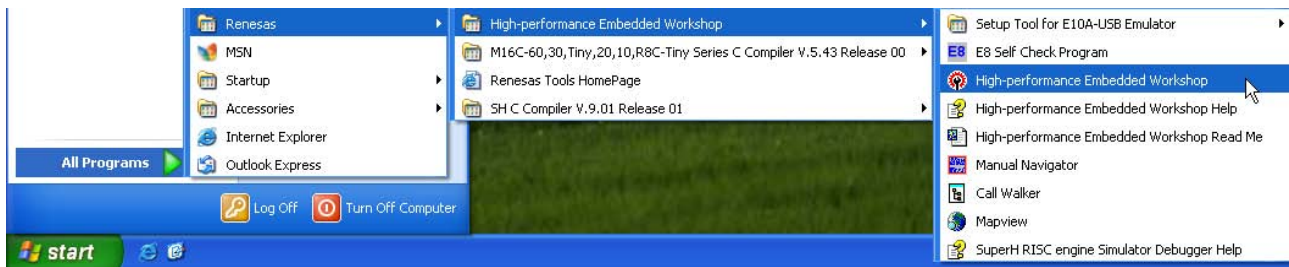 Renesas
MSN
Startup
Accessories
Internet Explorer
Outlook Express
All Programs
Log Off
Turn Off Computer
start
High-performance Embedded Workshop
M16C-60,30,Tiny,20,10,R8C-Tiny Series C Compiler V.5.43 Release 00
Renesas Tools HomePage
SH C Compiler V.9.01 Release 01
Setup Tool for E10A-USB Emulator
E8 E8 Self Check Program
High-performance Embedded Workshop
High-performance Embedded Workshop Help
High-performance Embedded Workshop Read Me
Manual Navigator
Call Walker
Mapview
SuperH RISC engine Simulator Debugger Help